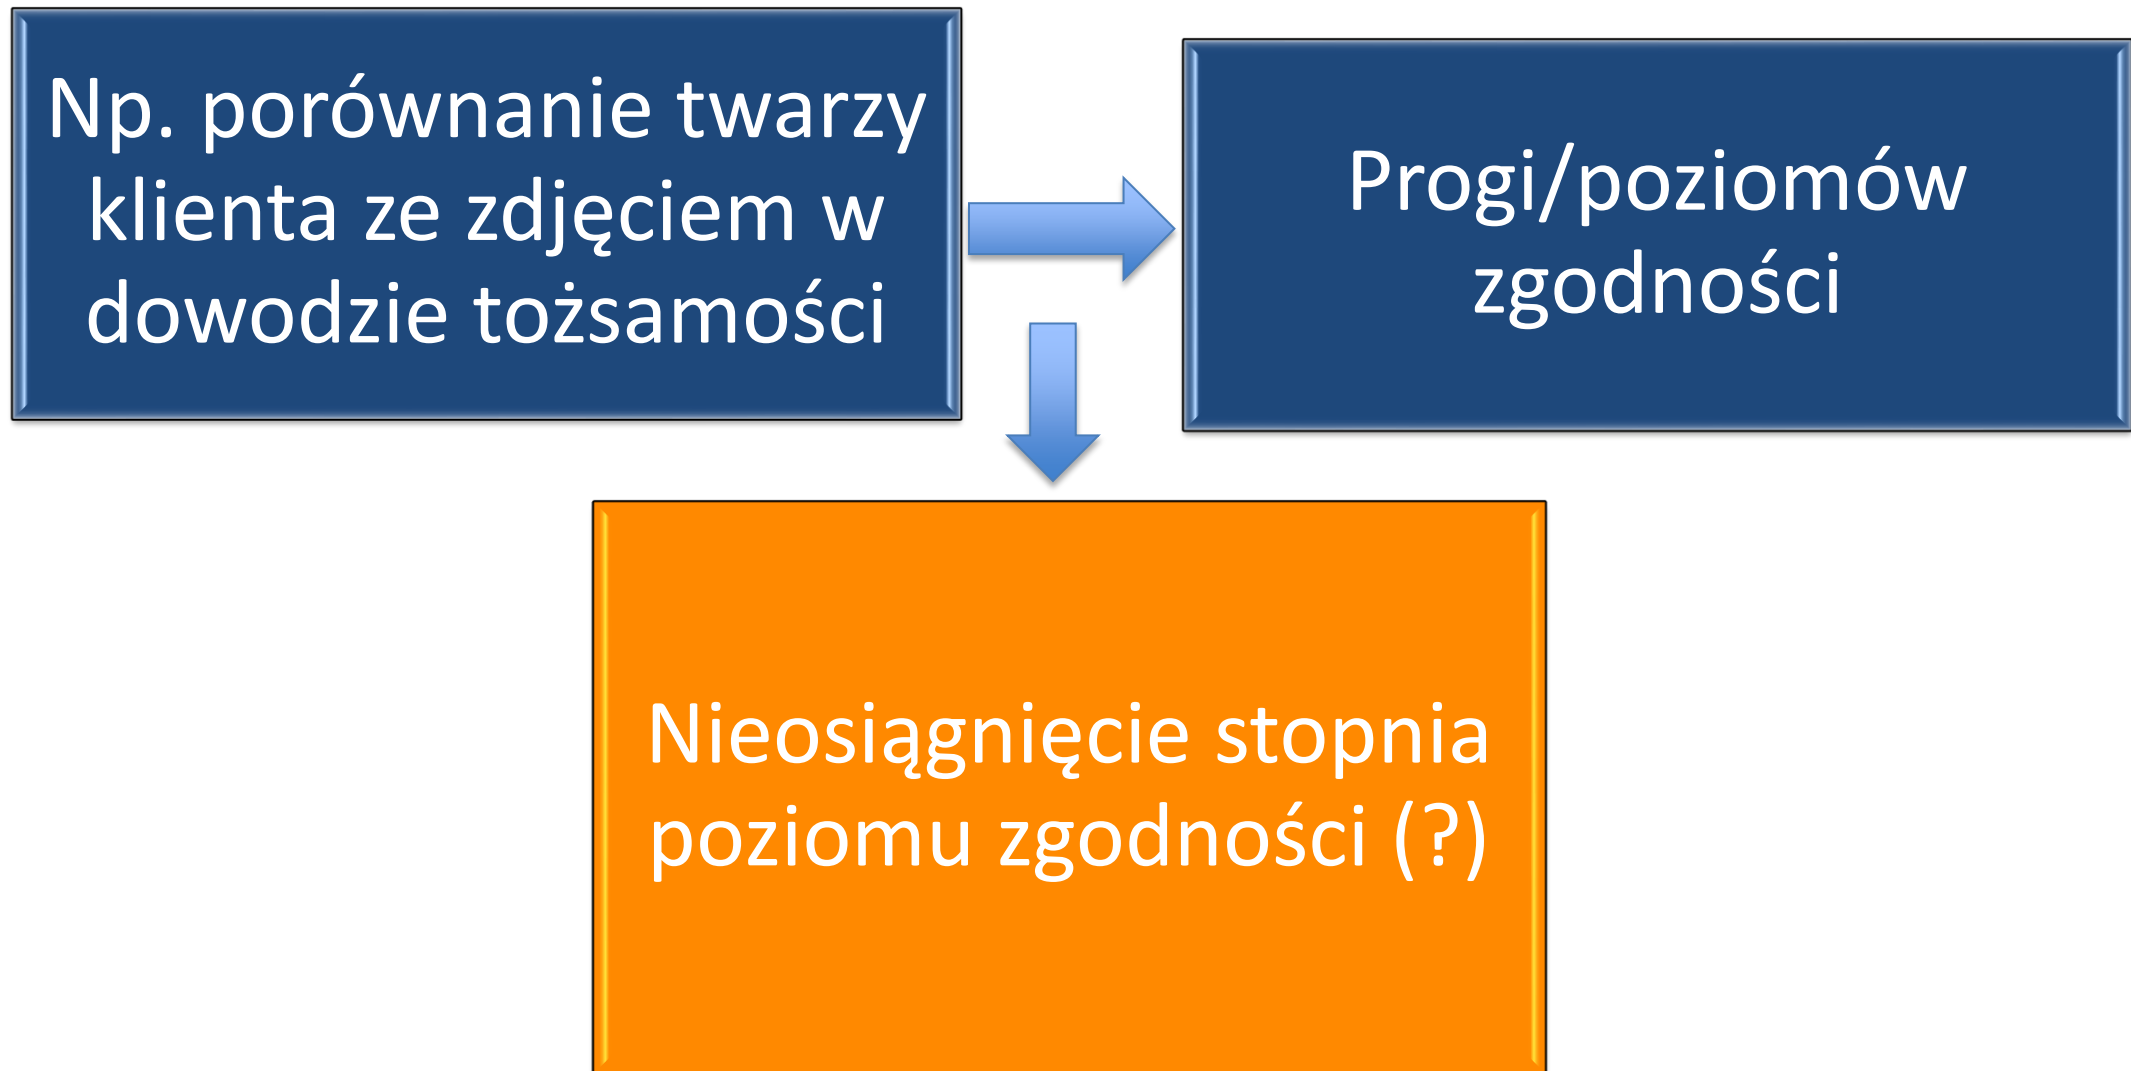 Np. porównanie twarzy
klienta ze zdjęciem w
dowodzie tożsamości
Progi/poziomów
zgodności
Nieosiągnięcie stopnia
poziomu zgodności (?)